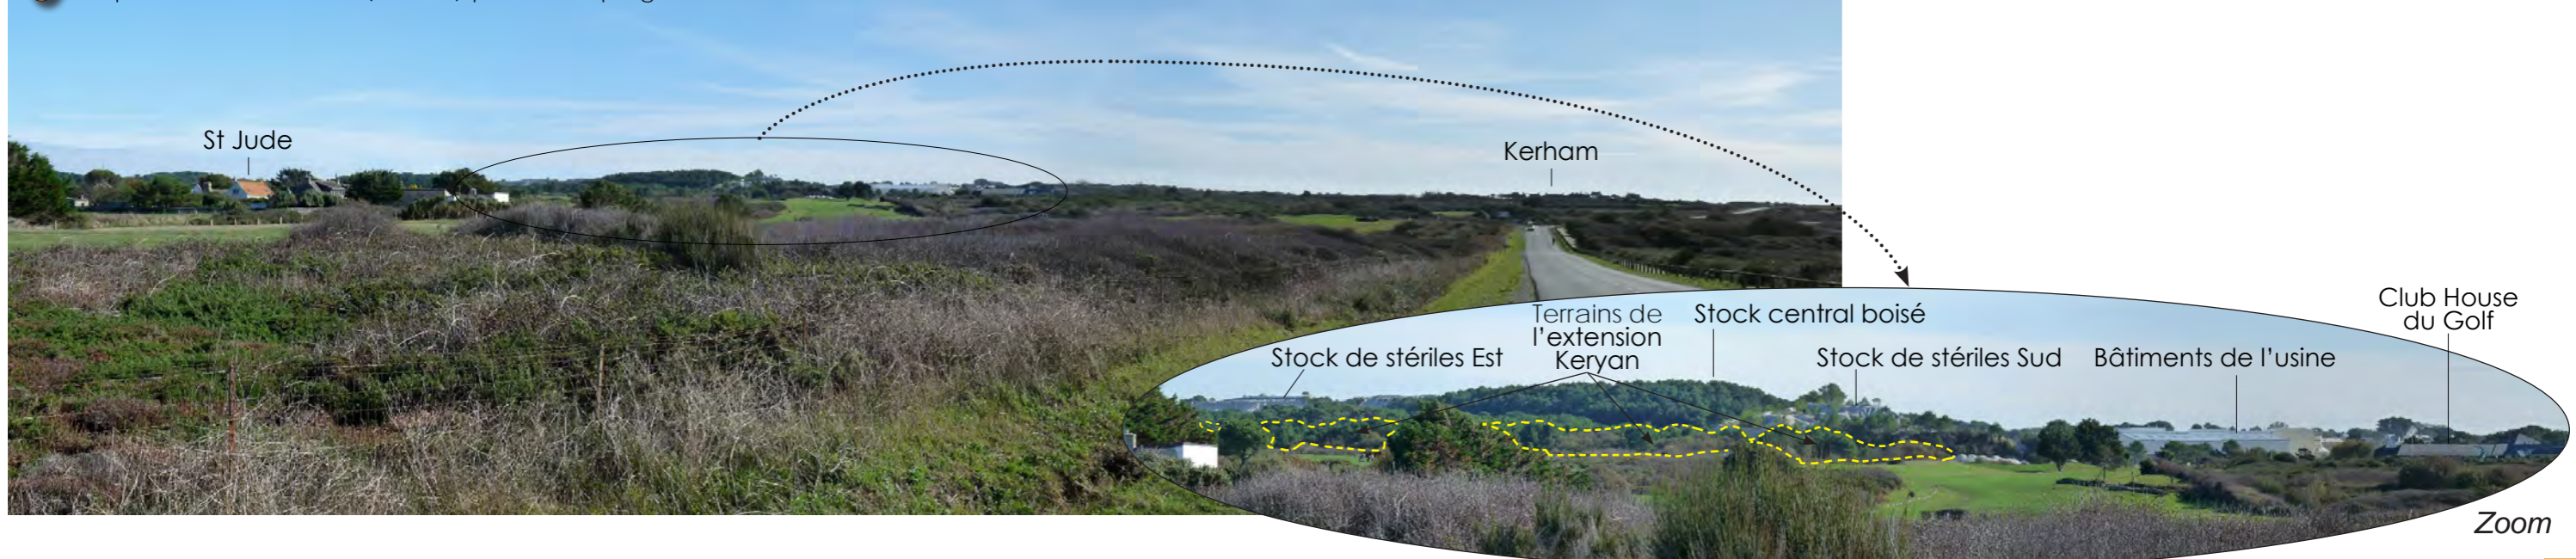 St Jude
Kerham
Terrains de
l'extension
Keryan
Stock central boisé
Club House
du Golf
Stock de stériles Est
Stock de stériles Sud
Bâtiments de l'usine
Zoom